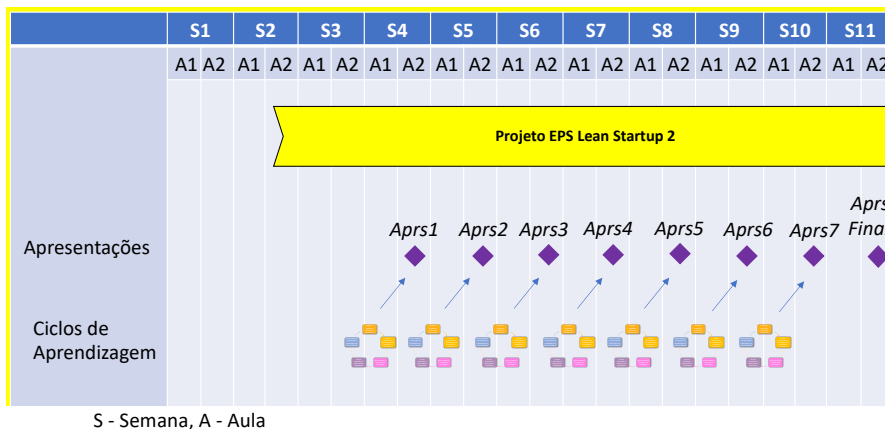 S1 S2 S3 S4 S5 S6 S7 S8 S9 S10 S11
A1 A2 A1 A2 A1 A2 A1 A2 A1 A2 A1 A2 A1 A2 A1 A2 A1 A2 A1 A2 A1 A2
Projeto EPS Lean Startup 2
Aprs
Aprs1 Aprs2 Aprs3 Aprs4 Aprs5 Aprs6 Aprs7 Final
Apresentações
Ciclos de
Aprendizagem
S - Semana, A - Aula